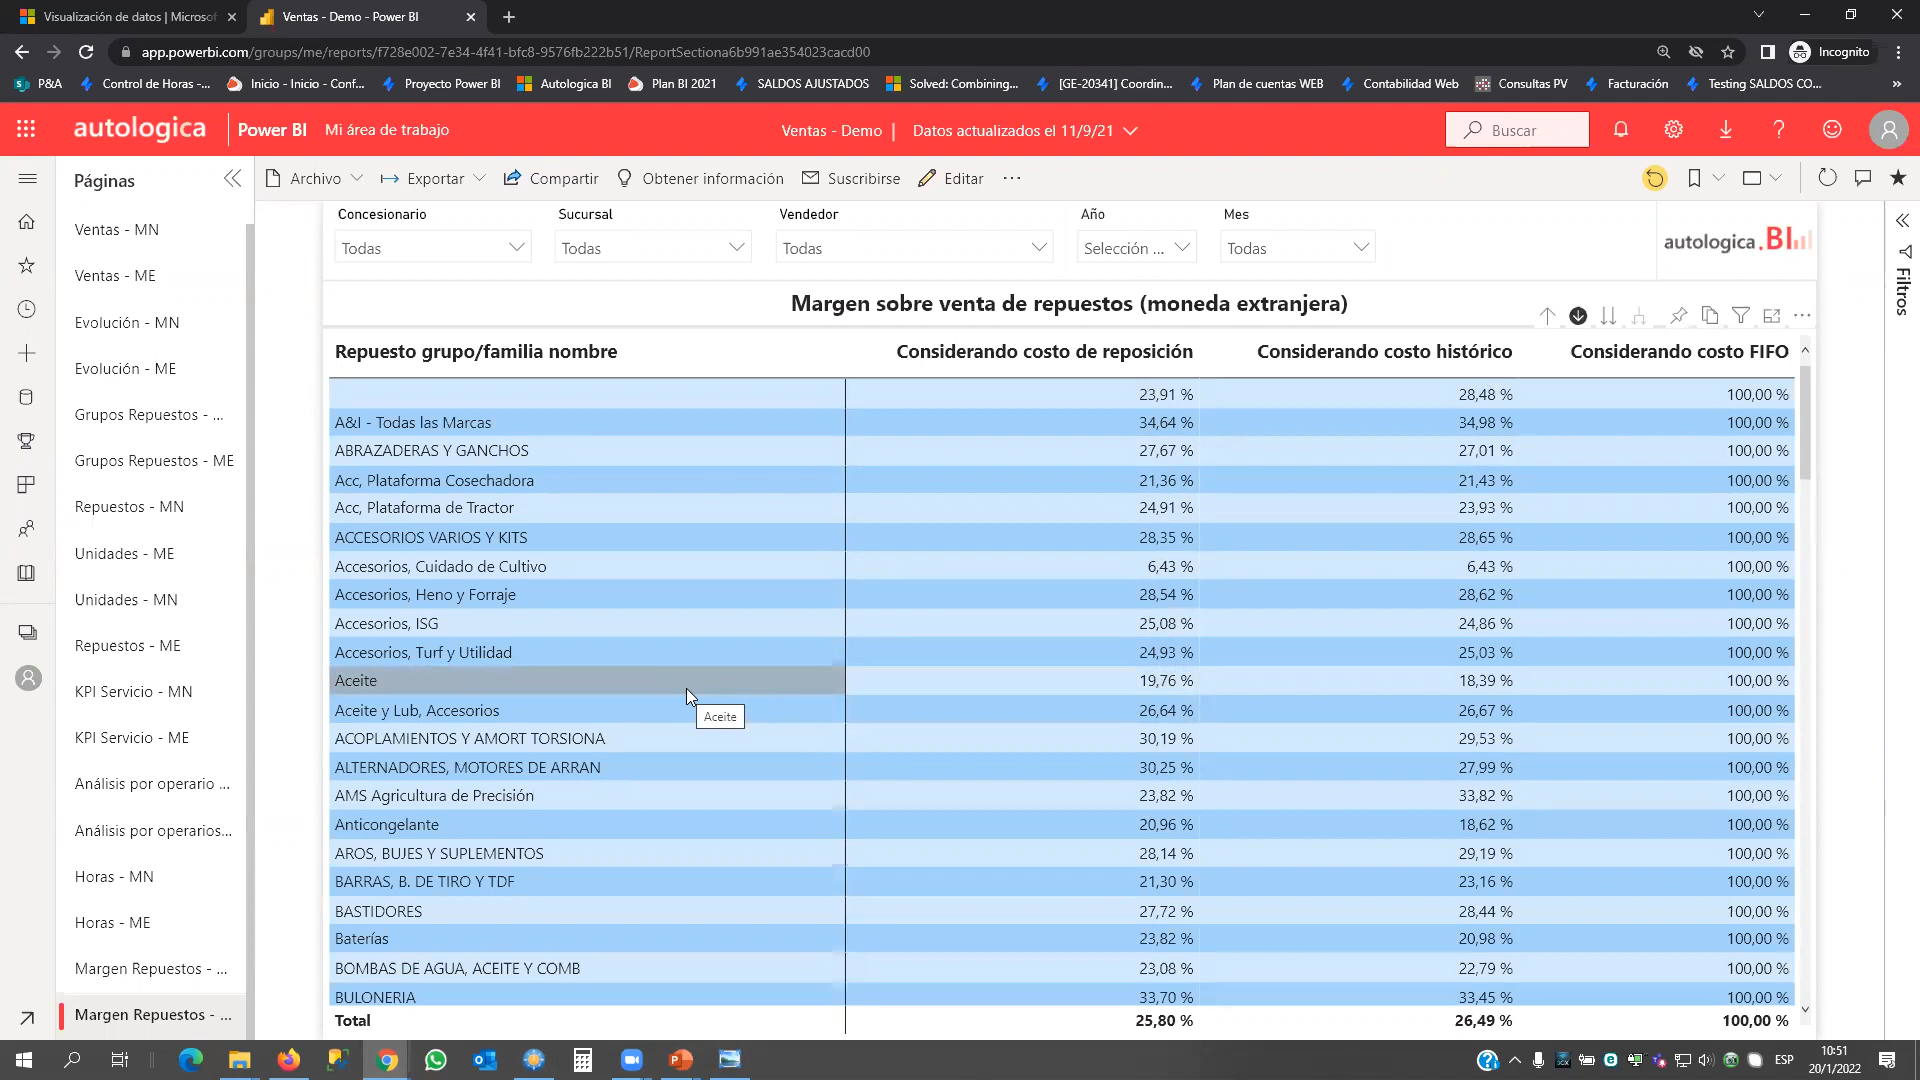 Visualización de datos | Microsof
Ventas - Demo - Power BI
app.powerbi.com/groups/me/reports/f728e002-7e34-4f41-bfc8-9576fb222b51/ReportSectiona6b991ae354023cacd00
Incognito
P&A
Control de Horas -...
Inicio - Inicio - Conf...
Proyecto Power BI
Autologica BI
Plan BI 2021
SALDOS AJUSTADOS
Solved: Combining...
[GE-20341] Coordin...
Plan de cuentas WEB
Contabilidad Web
Consultas PV
Facturación
Testing SALDOS CO...
autologica
Power BI
Mi área de trabajo
Ventas - Demo | Datos actualizados el 11/9/21
Buscar
Páginas
Archivo
Exportar
Compartir
Obtener información
Suscribirse
Editar
Ventas - MN
Ventas - ME
Evolución - MN
Evolución - ME
Grupos Repuestos - ...
Grupos Repuestos - ME
Repuestos - MN
Unidades - ME
Unidades - MN
Repuestos - ME
KPI Servicio - MN
KPI Servicio - ME
Análisis por operario ...
Análisis por operarios...
Horas - MN
Horas - ME
Margen Repuestos - ...
Margen Repuestos - ...
Concesionario
Todas
Sucursal
Todas
Vendedor
Todas
Año
Selección ...
Mes
Todas
autologica.BI
Filtros
Margen sobre venta de repuestos (moneda extranjera)
Repuesto grupo/familia nombre Considerando costo de reposición Considerando costo histórico Considerando costo FIFO
23,91 % 28,48 % 100,00 %
A&I - Todas las Marcas 34,64 % 34,98 % 100,00 %
ABRAZADERAS Y GANCHOS 27,67 % 27,01 % 100,00 %
Acc, Plataforma Cosechadora 21,36 % 21,43 % 100,00 %
Acc, Plataforma de Tractor 24,91 % 23,93 % 100,00 %
ACCESORIOS VARIOS Y KITS 28,35 % 28,65 % 100,00 %
Accesorios, Cuidado de Cultivo 6,43 % 6,43 % 100,00 %
Accesorios, Heno y Forraje 28,54 % 28,62 % 100,00 %
Accesorios, ISG 25,08 % 24,86 % 100,00 %
Accesorios, Turf y Utilidad 24,93 % 25,03 % 100,00 %
Aceite 19,76 % 18,39 % 100,00 %
Aceite
Aceite y Lub, Accesorios 26,64 % 26,67 % 100,00 %
ACOPLAMIENTOS Y AMORT TORSIONA 30,19 % 29,53 % 100,00 %
ALTERNADORES, MOTORES DE ARRAN 30,25 % 27,99 % 100,00 %
AMS Agricultura de Precisión 23,82 % 33,82 % 100,00 %
Anticongelante 20,96 % 18,62 % 100,00 %
AROS, BUJES Y SUPLEMENTOS 28,14 % 29,19 % 100,00 %
BARRAS, B. DE TIRO Y TDF 21,30 % 23,16 % 100,00 %
BASTIDORES 27,72 % 28,44 % 100,00 %
Baterías 23,82 % 20,98 % 100,00 %
BOMBAS DE AGUA, ACEITE Y COMB 23,08 % 22,79 % 100,00 %
BULONERIA 33,70 % 33,45 % 100,00 %
Total 25,80 % 26,49 % 100,00 %
ESP
10:51
20/1/2022